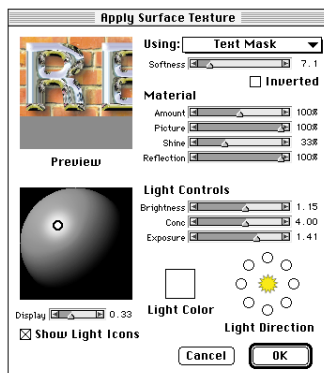 Apply Surface Texture
RE
Using: Text Mask
Softness 7.1
Inverted
Material
Amount 100%
Picture 100%
Shine 33%
Reflection 100%
Preview
Light Controls
Brightness 1.15
Conc 4.00
Exposure 1.41
Display 0.33
Show Light Icons
Light Color
Light Direction
Cancel OK